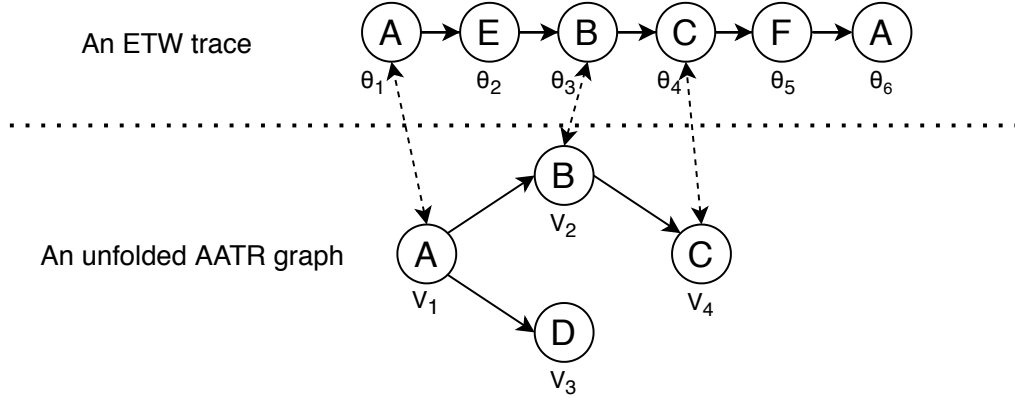 An ETW trace
A E B C F A
θ1 θ2 θ3 θ4 θ5 θ6
B
V2
An unfolded AATR graph
A C
V1 V4
D
V3